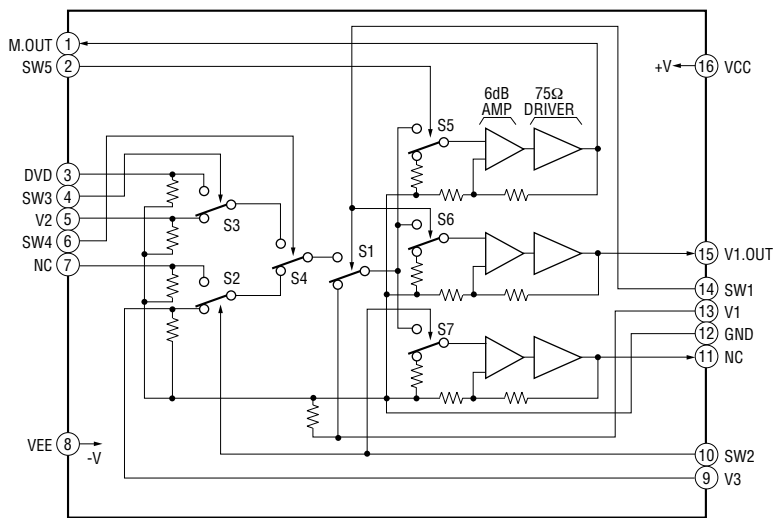 M.OUT 1
SW5 2
DVD 3
SW3 4
V2 5
SW4 6
NC 7
VEE 8
-V
S3
S2
S4
S1
S5
S6
S7
6dB
AMP
75Ω
DRIVER
+V
16 VCC
15 V1.OUT
14 SW1
13 V1
12 GND
11 NC
10 SW2
9 V3